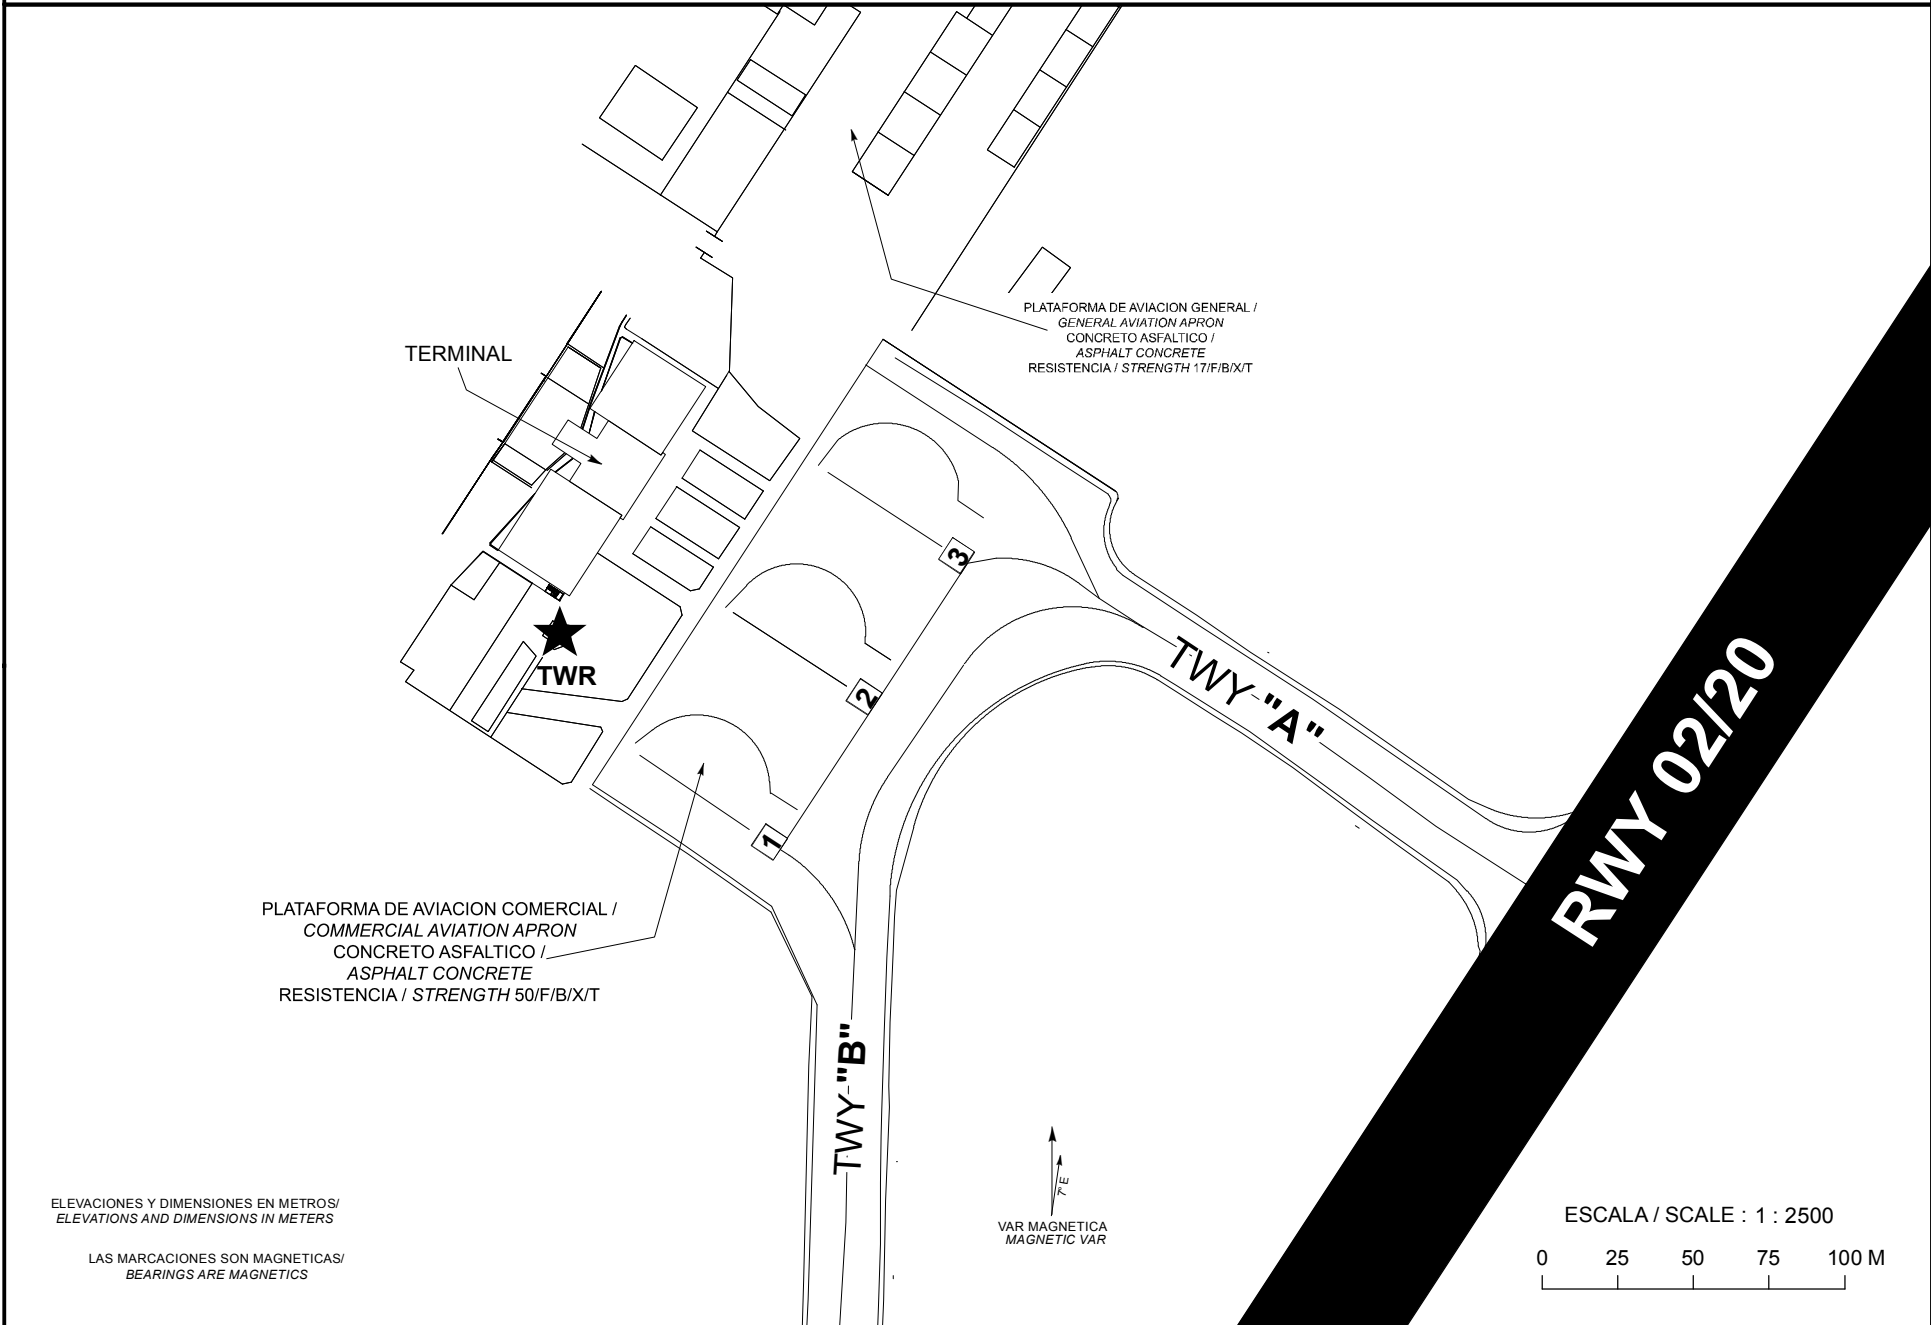 PLATAFORMA DE AVIACION GENERAL /
GENERAL AVIATION APRON
CONCRETO ASFALTICO /
ASPHALT CONCRETE
RESISTENCIA / STRENGTH 17/F/B/X/T
TERMINAL
3
TWR
2
TWY "A"
RWY 02/20
1
PLATAFORMA DE AVIACION COMERCIAL /
COMMERCIAL AVIATION APRON
CONCRETO ASFALTICO /
ASPHALT CONCRETE
RESISTENCIA / STRENGTH 50/F/B/X/T
TWY "B"
7° E
VAR MAGNETICA
MAGNETIC VAR
ELEVACIONES Y DIMENSIONES EN METROS/
ELEVATIONS AND DIMENSIONS IN METERS
LAS MARCACIONES SON MAGNETICAS/
BEARINGS ARE MAGNETICS
ESCALA / SCALE : 1 : 2500
0 25 50 75 100 M